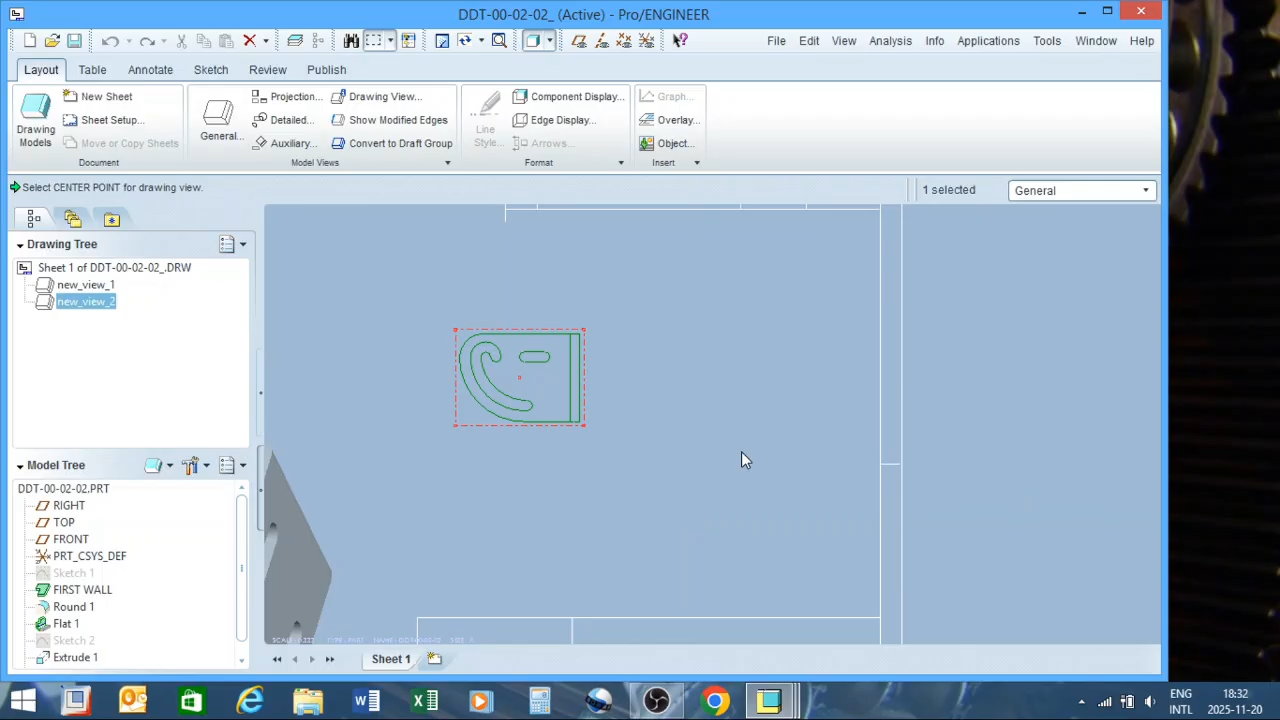 DDT-00-02-02_ (Active) - Pro/ENGINEER
File Edit View Analysis Info Applications Tools Window Help
Layout Table Annotate Sketch Review Publish
New Sheet
Sheet Setup...
Move or Copy Sheets
Drawing Models
Document
General...
Projection...
Detailed...
Auxiliary...
Drawing View...
Show Modified Edges
Convert to Draft Group
Model Views
Line Style...
Component Display...
Edge Display...
Arrows...
Format
Graph...
Overlay...
Object...
Insert
Select CENTER POINT for drawing view.
1 selected
General
Drawing Tree
Sheet 1 of DDT-00-02-02_.DRW
new_view_1
new_view_2
Model Tree
DDT-00-02-02.PRT
RIGHT
TOP
FRONT
PRT_CSYS_DEF
Sketch 1
FIRST WALL
Round 1
Flat 1
Sketch 2
Extrude 1
Sheet 1
ENG
INTL
18:32
2025-11-20